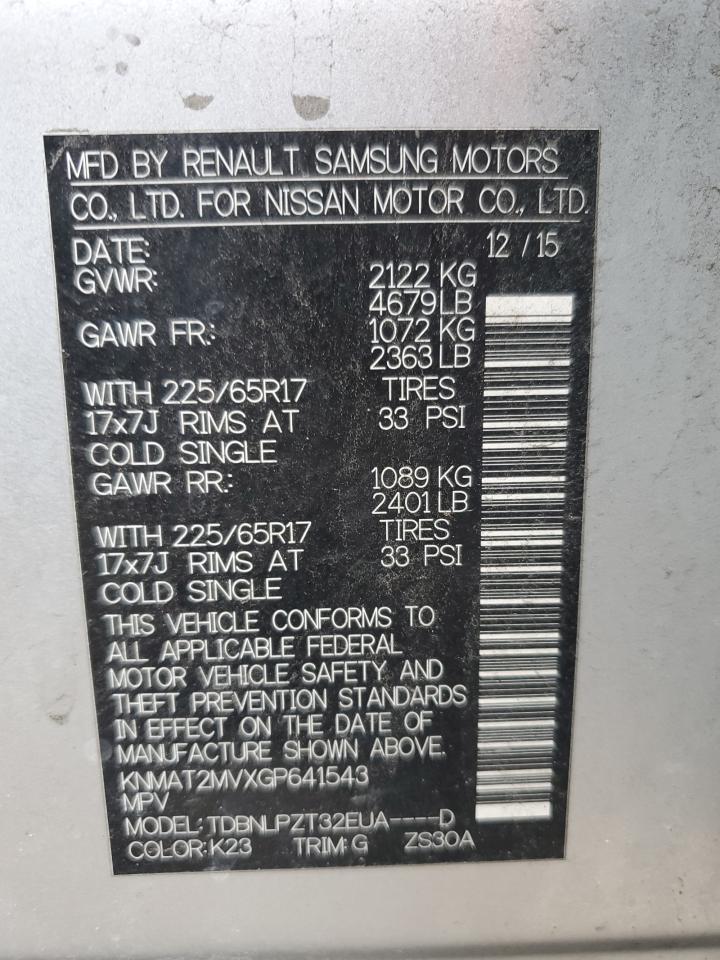 MFD BY RENAULT SAMSUNG MOTORS
CO., LTD. FOR NISSAN MOTOR CO., LTD.
DATE: 12 / 15
GVWR: 2122 KG
4679 LB
GAWR FR: 1072 KG
2363 LB
WITH 225/65R17 TIRES
17x7J RIMS AT 33 PSI
COLD SINGLE
GAWR RR: 1089 KG
2401 LB
WITH 225/65R17 TIRES
17x7J RIMS AT 33 PSI
COLD SINGLE
THIS VEHICLE CONFORMS TO
ALL APPLICABLE FEDERAL
MOTOR VEHICLE SAFETY AND
THEFT PREVENTION STANDARDS
IN EFFECT ON THE DATE OF
MANUFACTURE SHOWN ABOVE.
KNMAT2MVXGP641543
MPV
MODEL: TDBNLPZT32EUA----D
COLOR: K23 TRIM: G ZS30A